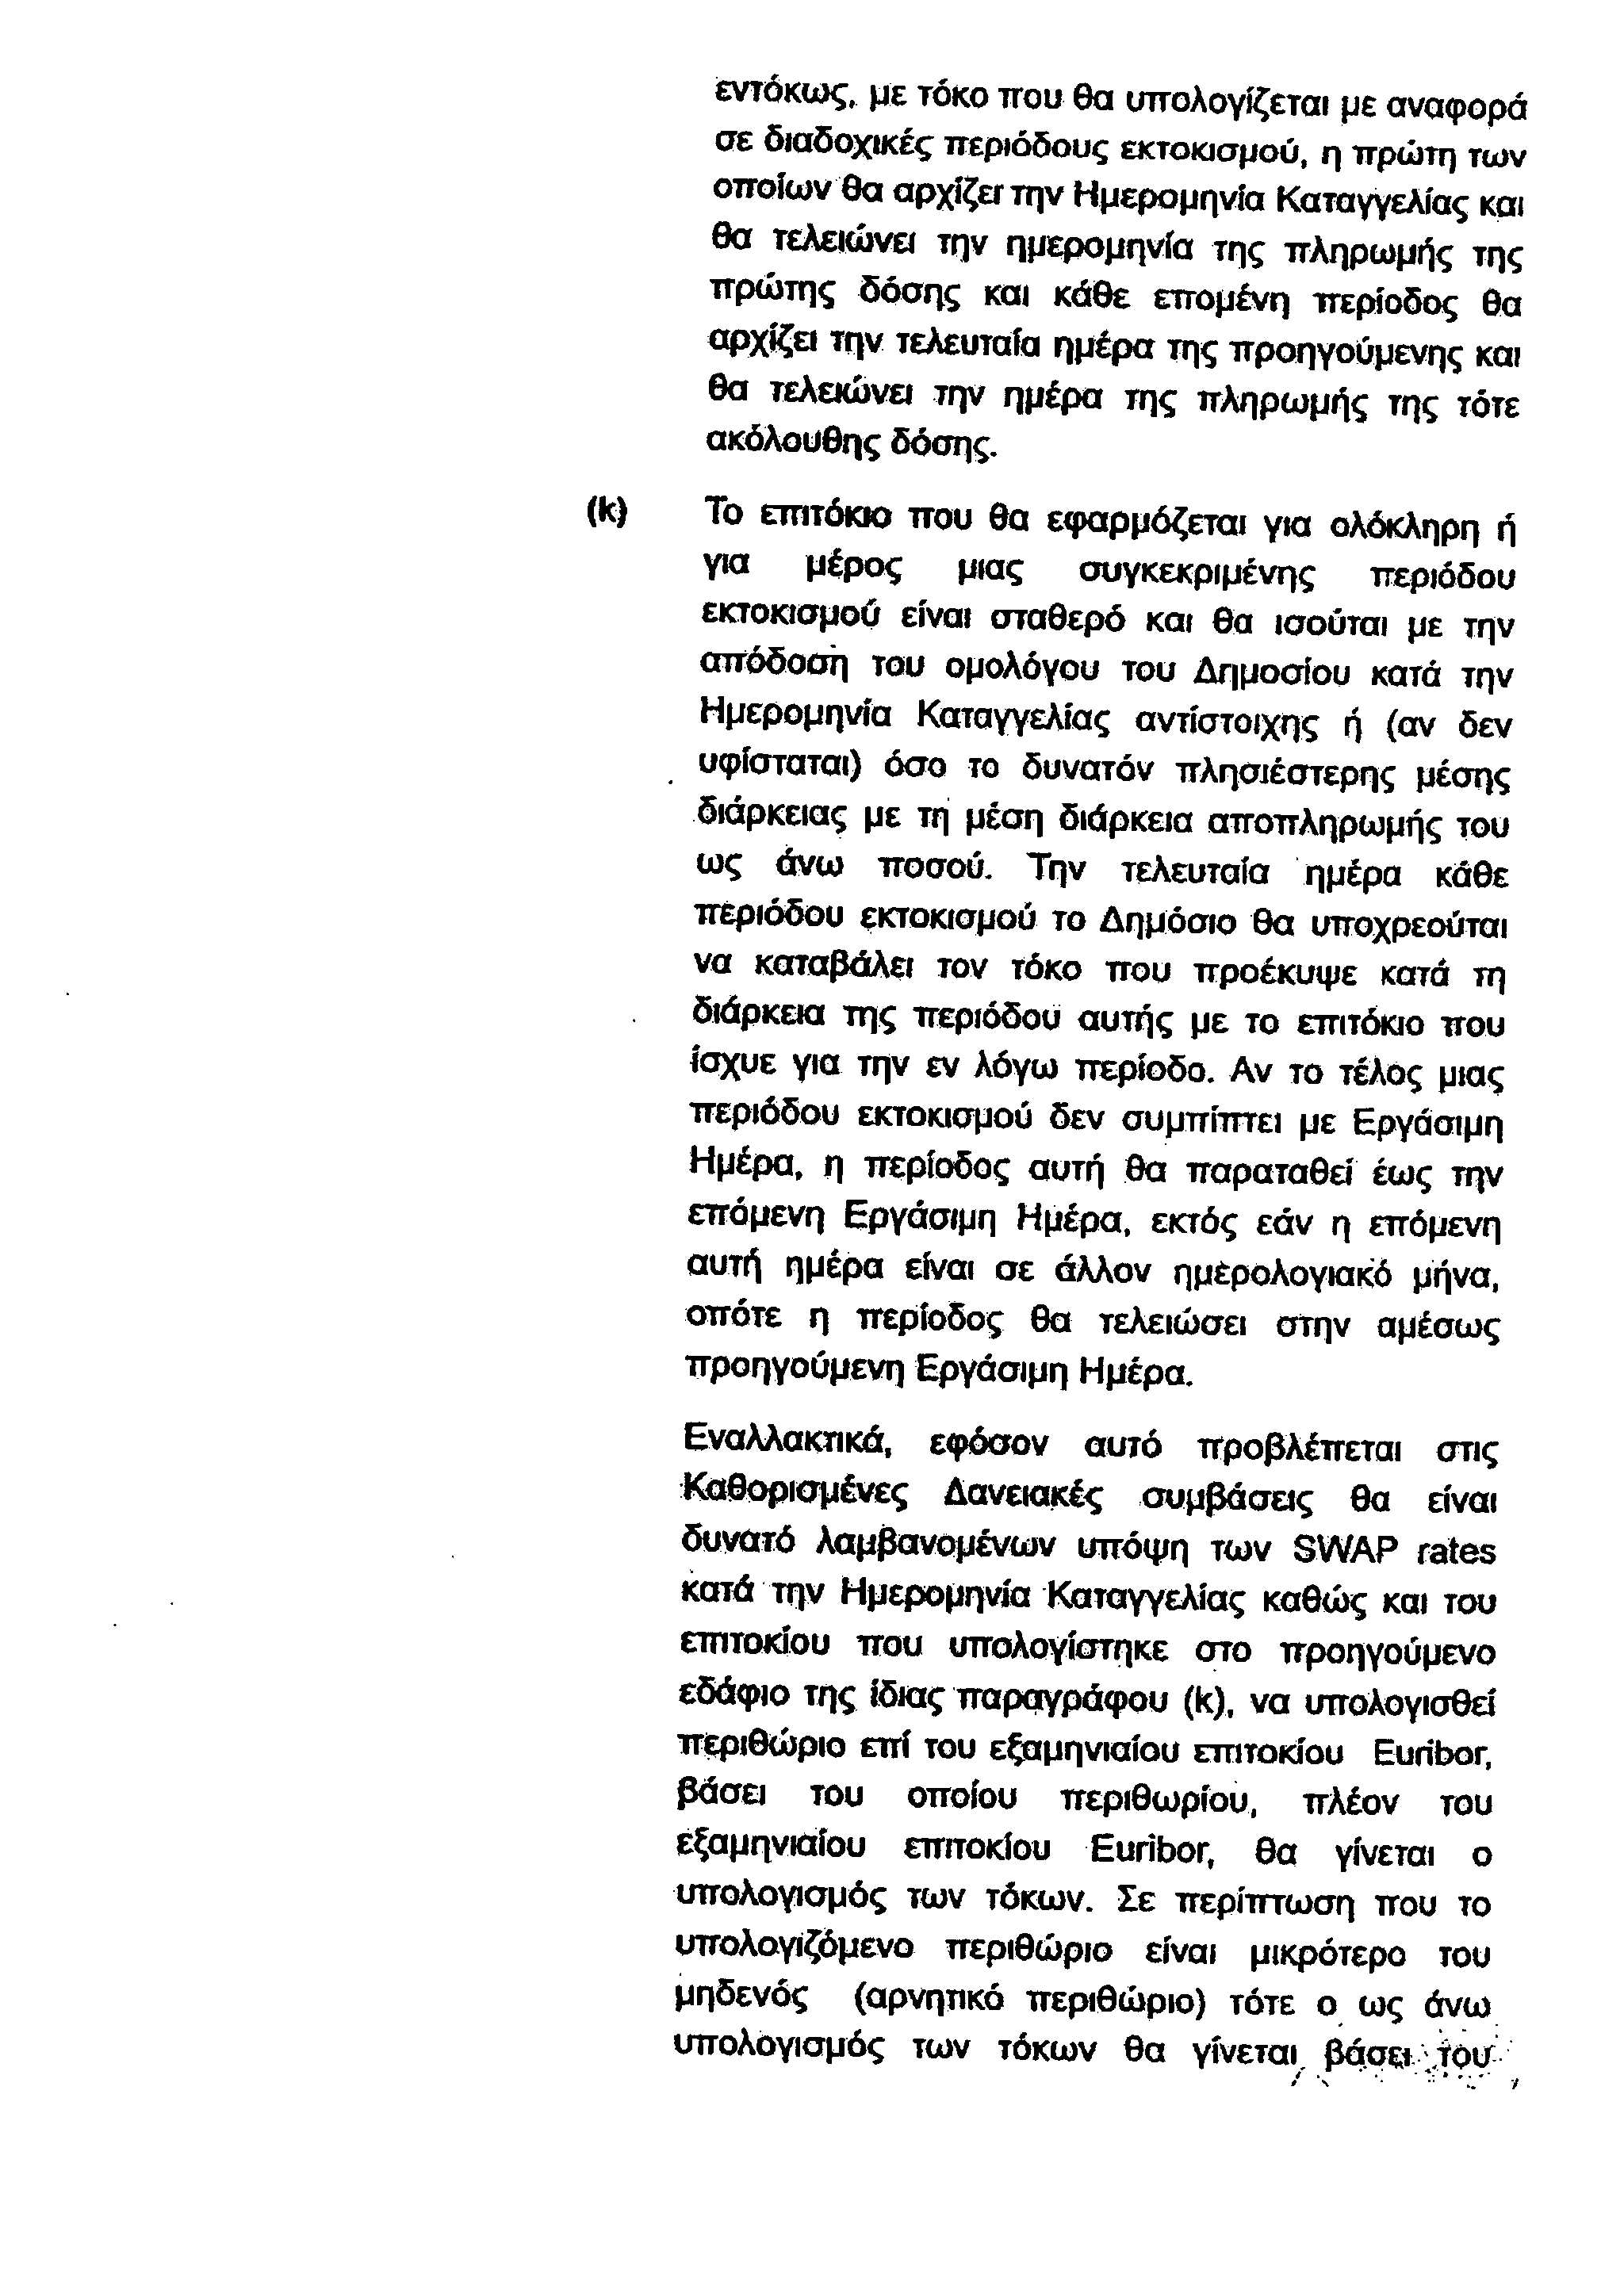 εντόκως, με τόκο που θα υπολογίζεται με αναφορά
σε διαδοχικές περιόδους εκτοκισμού, η πρώτη των
οποίων θα αρχίζει την Ημερομηνία Καταγγελίας και
θα τελειώνει την ημερομηνία της πληρωμής της
πρώτης δόσης και κάθε επομένη περίοδος θα
αρχίζει την τελευταία ημέρα της προηγούμενης και
θα τελειώνει την ημέρα της πληρωμής της τότε
ακόλουθης δόσης.
(k) Το επιτόκιο που θα εφαρμόζεται για ολόκληρη ή
για μέρος μιας συγκεκριμένης περιόδου
εκτοκισμού είναι σταθερό και θα ισούται με την
απόδοση του ομολόγου του Δημοσίου κατά την
Ημερομηνία Καταγγελίας αντίστοιχης ή (αν δεν
υφίσταται) όσο το δυνατόν πλησιέστερης μέσης
διάρκειας με τη μέση διάρκεια αποπληρωμής του
ως άνω ποσού. Την τελευταία ημέρα κάθε
περιόδου εκτοκισμού το Δημόσιο θα υποχρεούται
να καταβάλει τον τόκο που προέκυψε κατά τη
διάρκεια της περιόδου αυτής με το επιτόκιο που
ίσχυε για την εν λόγω περίοδο. Αν το τέλος μιας
περιόδου εκτοκισμού δεν συμπίπτει με Εργάσιμη
Ημέρα, η περίοδος αυτή θα παραταθεί έως την
επόμενη Εργάσιμη Ημέρα, εκτός εάν η επόμενη
αυτή ημέρα είναι σε άλλον ημερολογιακό μήνα,
οπότε η περίοδος θα τελειώσει στην αμέσως
προηγούμενη Εργάσιμη Ημέρα.
Εναλλακτικά, εφόσον αυτό προβλέπεται στις
Καθορισμένες Δανειακές συμβάσεις θα είναι
δυνατό λαμβανομένων υπόψη των SWAP rates
κατά την Ημερομηνία Καταγγελίας καθώς και του
επιτοκίου που υπολογίστηκε στο προηγούμενο
εδάφιο της ίδιας παραγράφου (k), να υπολογισθεί
περιθώριο επί του εξαμηνιαίου επιτοκίου Euribor,
βάσει του οποίου περιθωρίου, πλέον του
εξαμηνιαίου επιτοκίου Euribor, θα γίνεται ο
υπολογισμός των τόκων. Σε περίπτωση που το
υπολογιζόμενο περιθώριο είναι μικρότερο του
μηδενός (αρνητικό περιθώριο) τότε ο ως άνω
υπολογισμός των τόκων θα γίνεται βάσει του